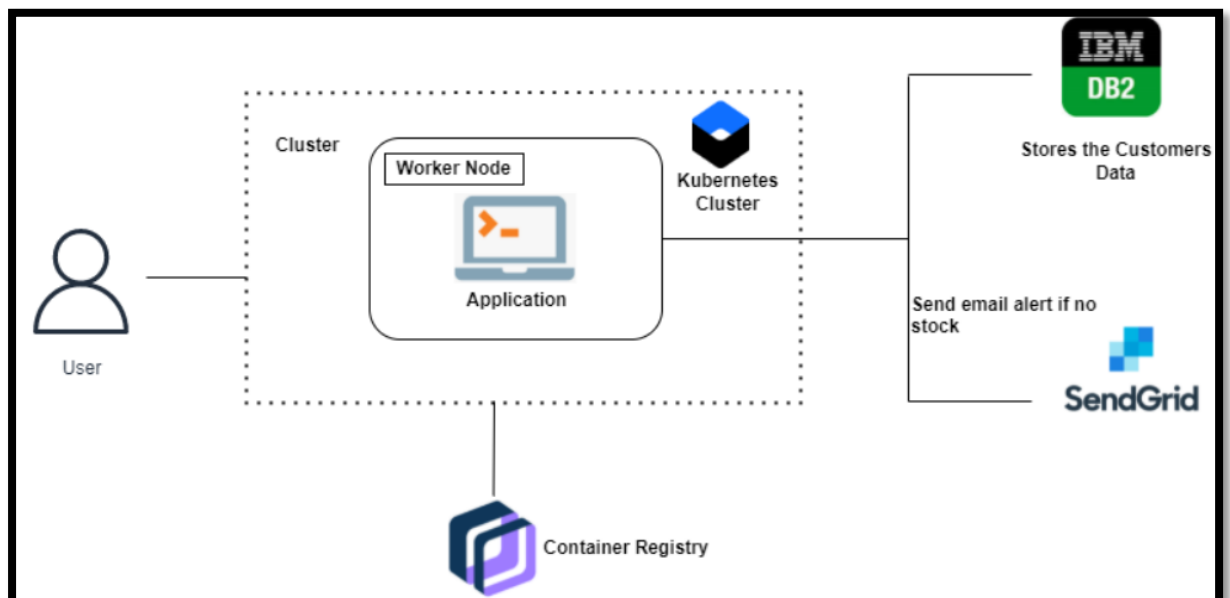 IBM
DB2
Stores the Customers
Data
Cluster
Worker Node
Kubernetes
Cluster
Application
User
Send email alert if no
stock
SendGrid
Container Registry